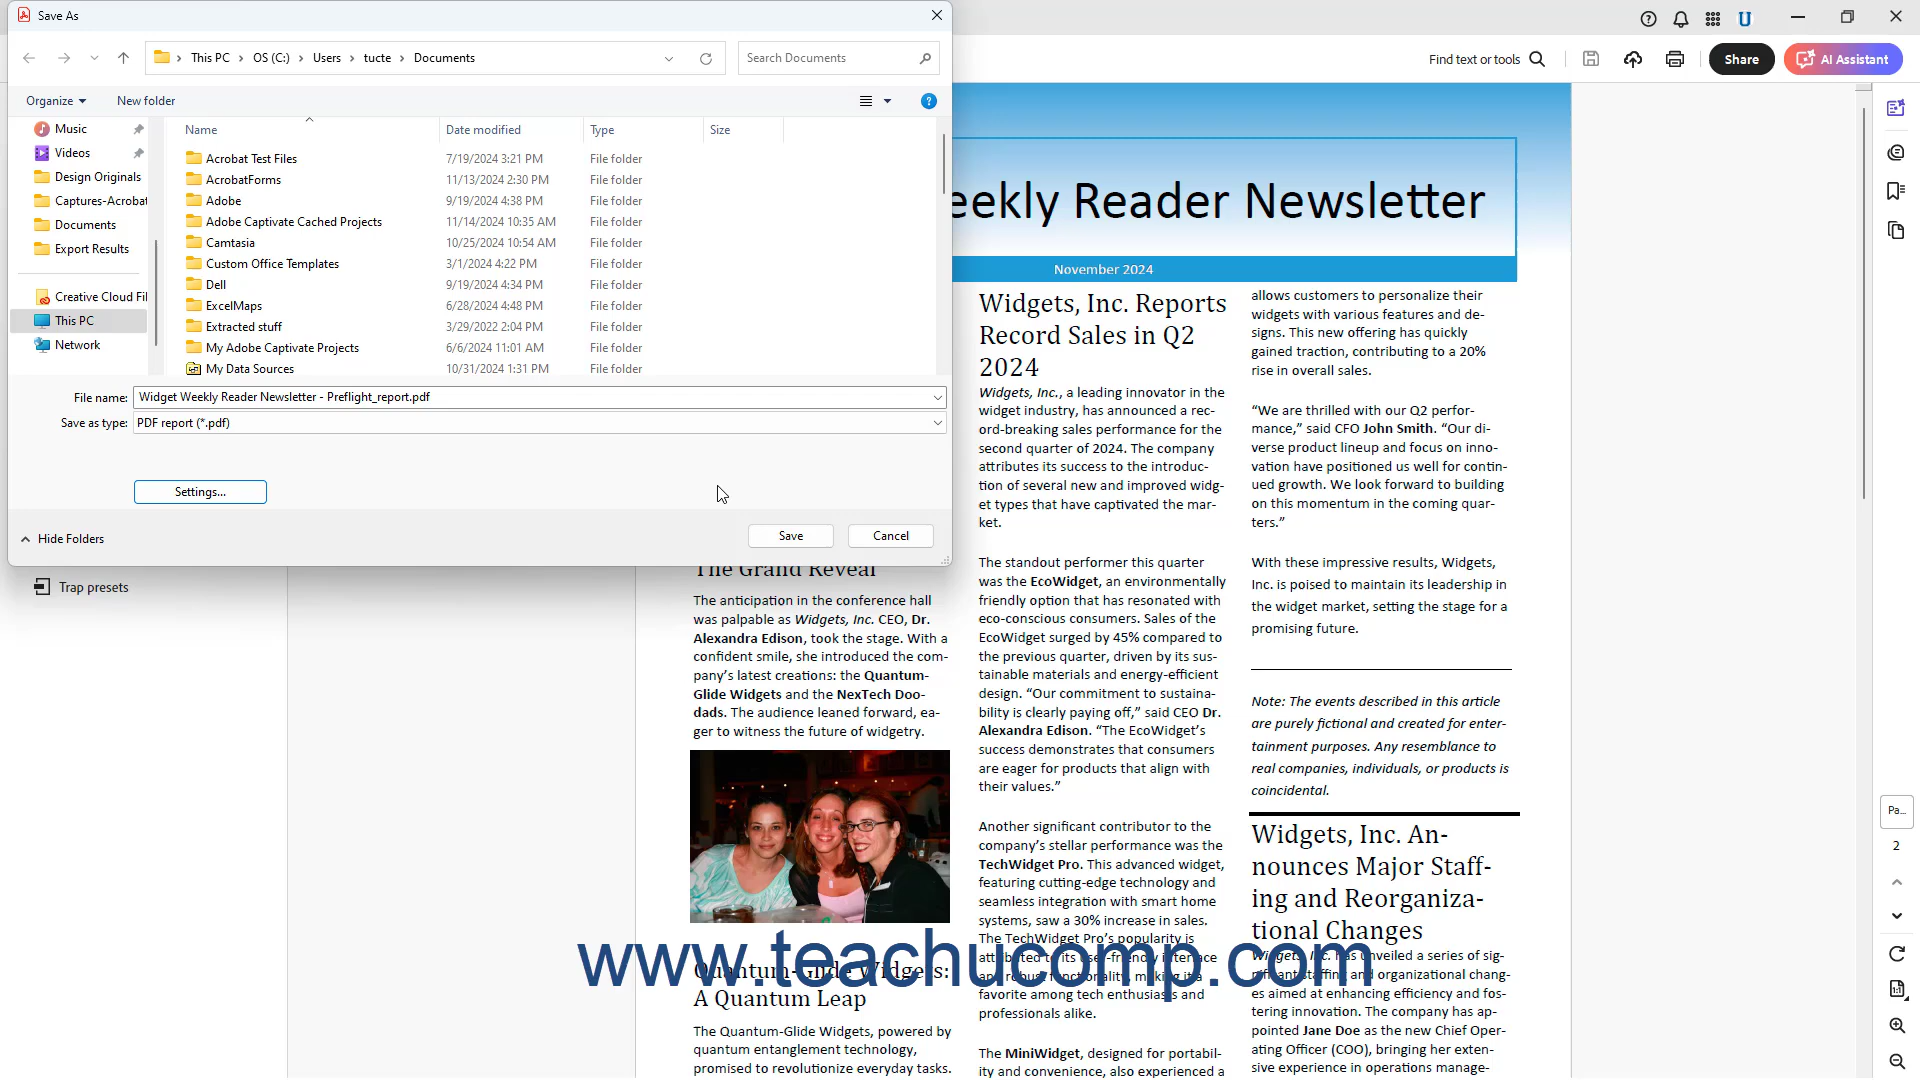 Save As
This PC > OS (C:) > Users > tucte > Documents
Search Documents
Organize
New folder
Music
Videos
Design Originals
Captures-Acrobat
Documents
Export Results
Creative Cloud Fil
This PC
Network
Name Date modified Type Size
Acrobat Test Files 7/19/2024 3:21 PM File folder
AcrobatForms 11/13/2024 2:30 PM File folder
Adobe 9/19/2024 4:38 PM File folder
Adobe Captivate Cached Projects 11/14/2024 10:35 AM File folder
Camtasia 10/25/2024 10:54 AM File folder
Custom Office Templates 3/1/2024 4:22 PM File folder
Dell 9/19/2024 4:34 PM File folder
ExcelMaps 6/28/2024 4:48 PM File folder
Extracted stuff 3/29/2022 2:04 PM File folder
My Adobe Captivate Projects 6/6/2024 11:01 AM File folder
My Data Sources 10/31/2024 1:31 PM File folder
File name: Widget Weekly Reader Newsletter - Preflight_report.pdf
Save as type: PDF report (*.pdf)
Settings...
Hide Folders
Save
Cancel
Trap presets
Find text or tools
Share
AI Assistant
eekly Reader Newsletter
November 2024
The Grand Reveal
The anticipation in the conference hall
was palpable as Widgets, Inc. CEO, Dr.
Alexandra Edison, took the stage. With a
confident smile, she introduced the com-
pany's latest creations: the Quantum-
Glide Widgets and the NexTech Doo-
dads. The audience leaned forward, ea-
ger to witness the future of widgetry.
Quantum-Glide Widgets:
A Quantum Leap
The Quantum-Glide Widgets, powered by
quantum entanglement technology,
promised to revolutionize everyday tasks.
Widgets, Inc. Reports
Record Sales in Q2
2024
Widgets, Inc., a leading innovator in the
widget industry, has announced a rec-
ord-breaking sales performance for the
second quarter of 2024. The company
attributes its success to the introduc-
tion of several new and improved widg-
et types that have captivated the mar-
ket.
The standout performer this quarter
was the EcoWidget, an environmentally
friendly option that has resonated with
eco-conscious consumers. Sales of the
EcoWidget surged by 45% compared to
the previous quarter, driven by its sus-
tainable materials and energy-efficient
design. “Our commitment to sustaina-
bility is clearly paying off,” said CEO Dr.
Alexandra Edison. “The EcoWidget’s
success demonstrates that consumers
are eager for products that align with
their values.”
Another significant contributor to the
company’s stellar performance was the
TechWidget Pro. This advanced widget,
featuring cutting-edge technology and
seamless integration with smart home
systems, saw a 30% increase in sales.
The TechWidget Pro’s popularity is
attributed to its user-friendly interface
and robust functionality, making it a
favorite among tech enthusiasts and
professionals alike.
The MiniWidget, designed for portabil-
ity and convenience, also experienced a
allows customers to personalize their
widgets with various features and de-
signs. This new offering has quickly
gained traction, contributing to a 20%
rise in overall sales.
“We are thrilled with our Q2 perfor-
mance,” said CFO John Smith. “Our di-
verse product lineup and focus on inno-
vation have positioned us well for contin-
ued growth. We look forward to building
on this momentum in the coming quar-
ters.”
With these impressive results, Widgets,
Inc. is poised to maintain its leadership in
the widget market, setting the stage for a
promising future.
Note: The events described in this article
are purely fictional and created for enter-
tainment purposes. Any resemblance to
real companies, individuals, or products is
coincidental.
Widgets, Inc. An-
nounces Major Staff-
ing and Reorganiza-
tional Changes
Widgets, Inc. has unveiled a series of sig-
nificant staffing and organizational chang-
es aimed at enhancing efficiency and fos-
tering innovation. The company has ap-
pointed Jane Doe as the new Chief Oper-
ating Officer (COO), bringing her exten-
sive experience in operations manage-
Pa...
2
www.teachucomp.com